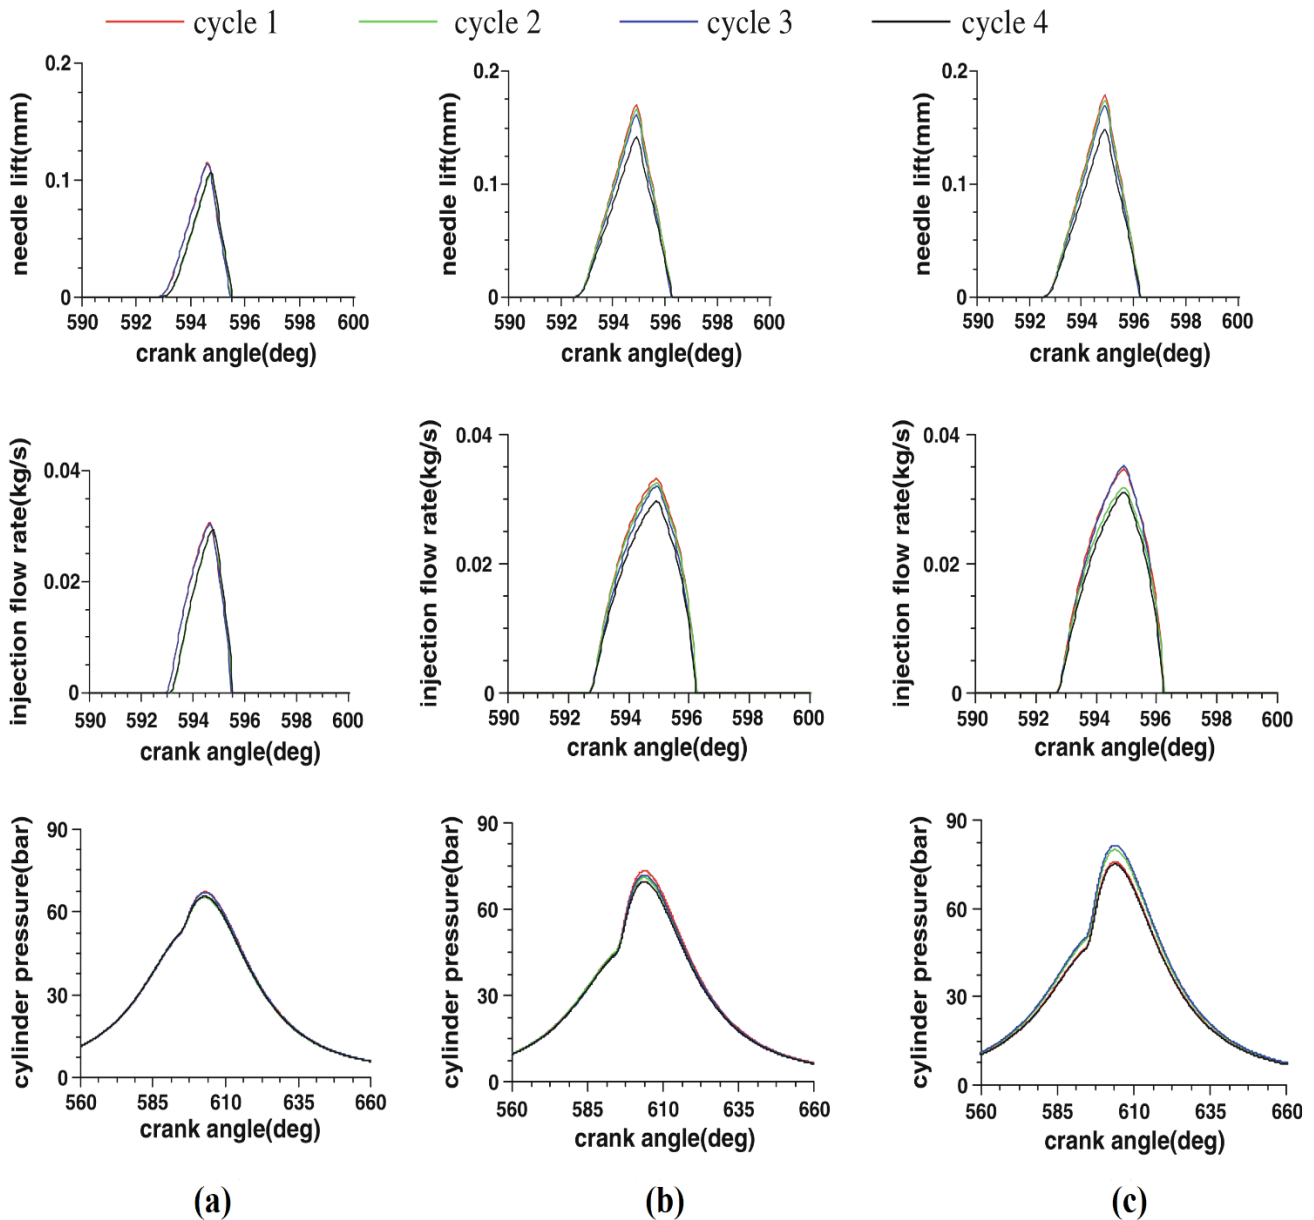 cycle 1 cycle 2 cycle 3 cycle 4
needle lift(mm)
0.2
0.1
0
590 592 594 596 598 600
crank angle(deg)
needle lift(mm)
0.2
0.1
0
590 592 594 596 598 600
crank angle(deg)
needle lift(mm)
0.2
0.1
0
590 592 594 596 598 600
crank angle(deg)
injection flow rate(kg/s)
0.04
0.02
0
590 592 594 596 598 600
crank angle(deg)
injection flow rate(kg/s)
0.04
0.02
0
590 592 594 596 598 600
crank angle(deg)
injection flow rate(kg/s)
0.04
0.02
0
590 592 594 596 598 600
crank angle(deg)
cylinder pressure(bar)
90
60
30
0
560 585 610 635 660
crank angle(deg)
cylinder pressure(bar)
90
60
30
0
560 585 610 635 660
crank angle(deg)
cylinder pressure(bar)
90
60
30
0
560 585 610 635 660
crank angle(deg)
(a) (b) (c)